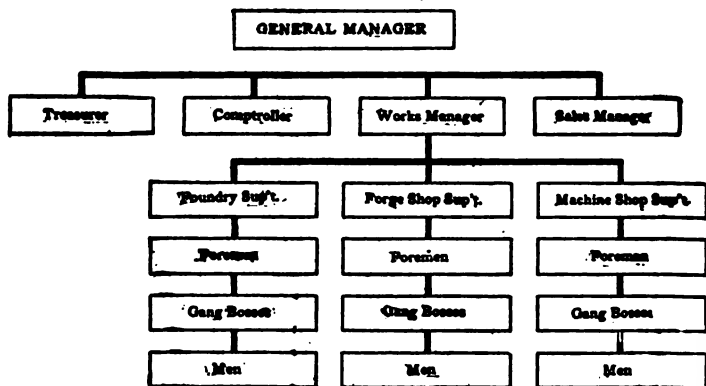 GENERAL MANAGER
Treasurer
Comptroller
Works Manager
Sales Manager
Foundry Sup't.
Forge Shop Sup't.
Machine Shop Sup't.
Foremen
Foremen
Foremen
Gang Bosses
Gang Bosses
Gang Bosses
Men
Men
Men